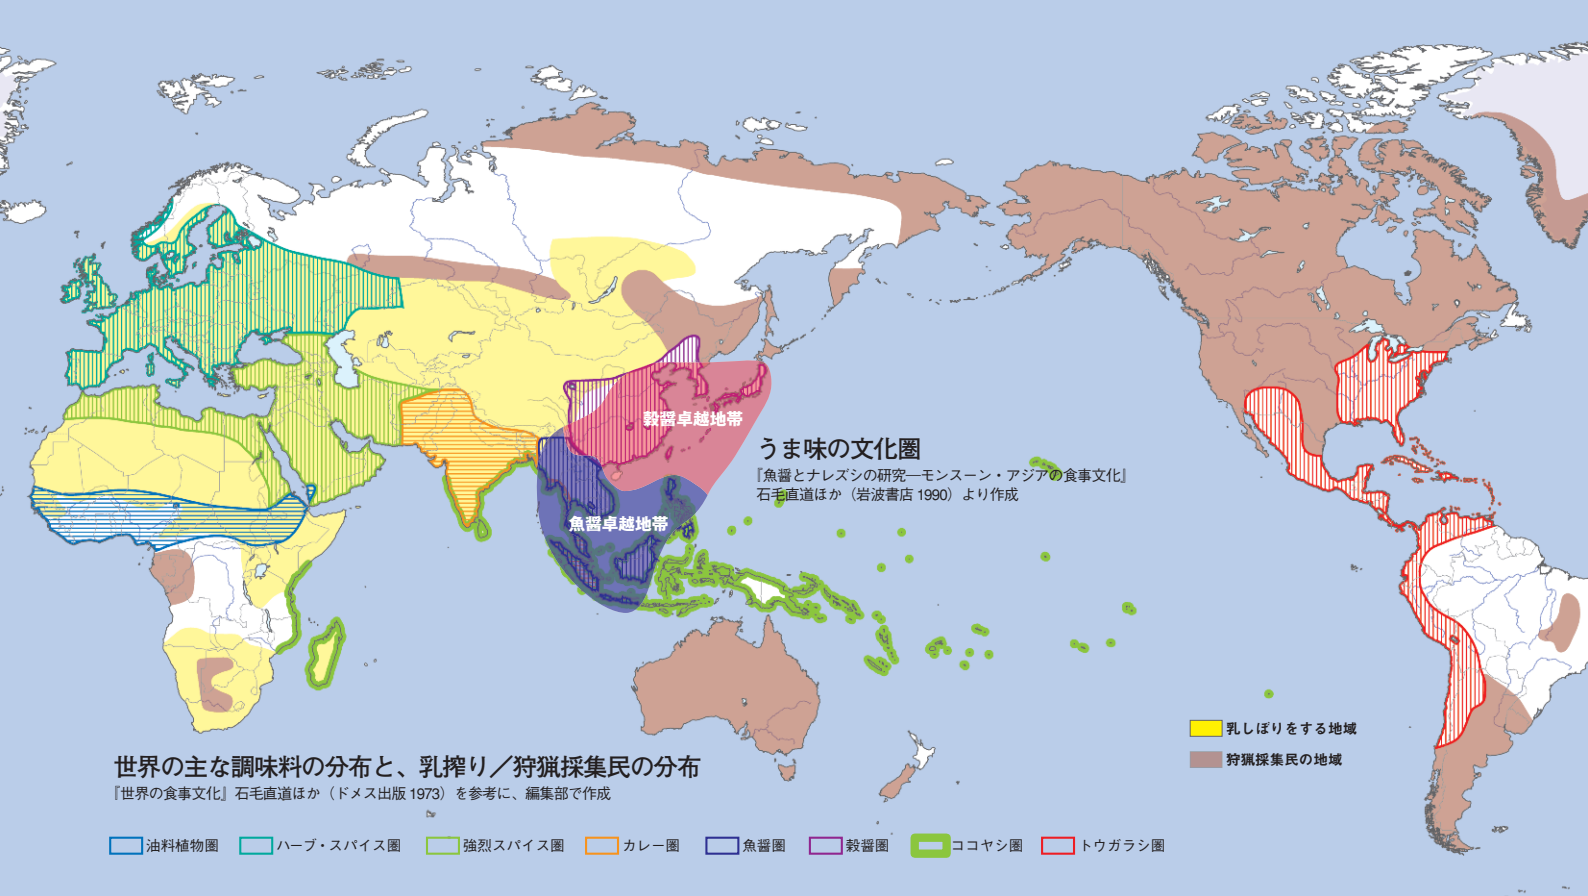 穀醤卓越地帯
うま味の文化圏
『魚醤とナレズシの研究―モンスーン・アジアの食事文化』
石毛直道ほか（岩波書店 1990）より作成
魚醤卓越地帯
乳しぼりをする地域
狩猟採集民の地域
世界の主な調味料の分布と、乳搾り／狩猟採集民の分布
『世界の食事文化』石毛直道ほか（ドメス出版 1973）を参考に、編集部で作成
油料植物圏 ハーブ・スパイス圏 強烈スパイス圏 カレー圏 魚醤圏 穀醤圏 ココヤシ圏 トウガラシ圏